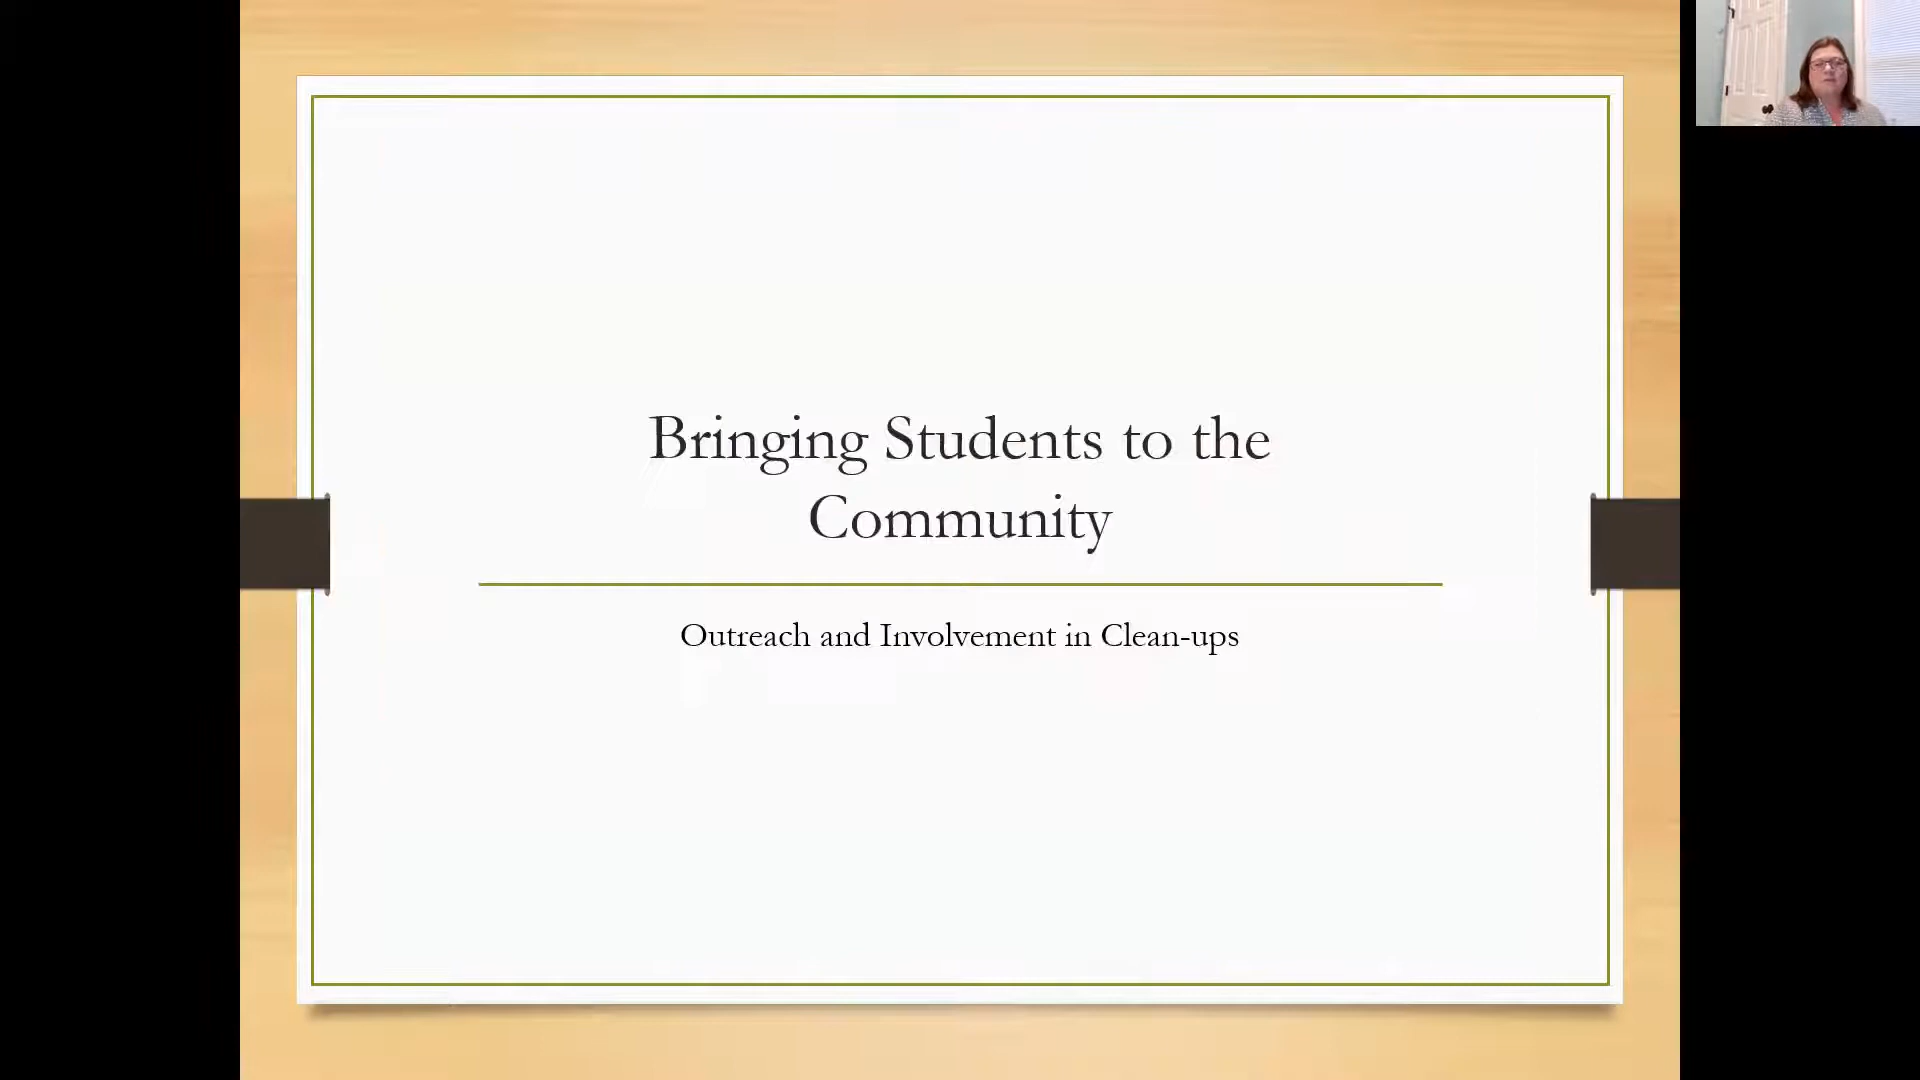 Bringing Students to the
Community
Outreach and Involvement in Clean-ups